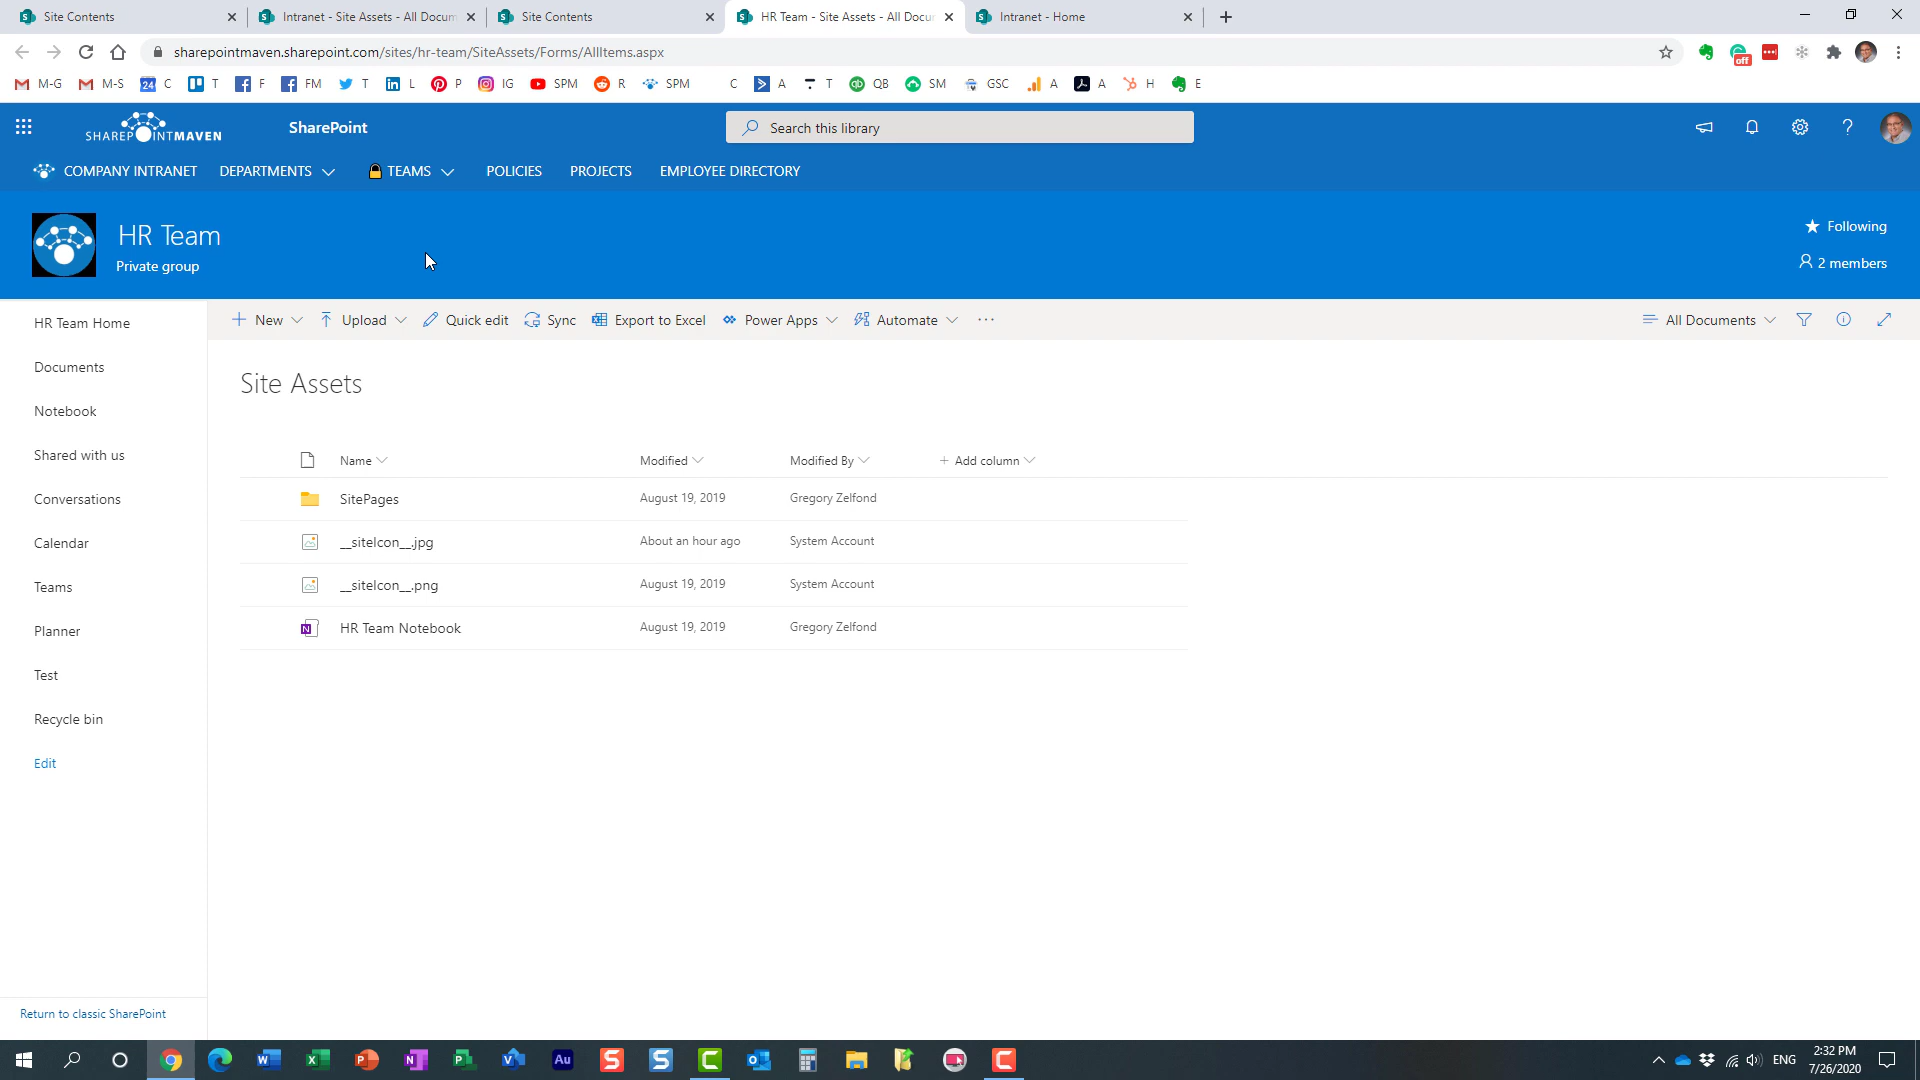 Site Contents
Intranet - Site Assets - All Docum
Site Contents
HR Team - Site Assets - All Docu
Intranet - Home
sharepointmaven.sharepoint.com/sites/hr-team/SiteAssets/Forms/AllItems.aspx
off
M-G
M-S
24
C
T
F
FM
T
L
P
IG
SPM
R
SPM
C
A
T
QB
SM
GSC
A
A
H
E
SHAREPOINTMAVEN
SharePoint
Search this library
COMPANY INTRANET
DEPARTMENTS
TEAMS
POLICIES
PROJECTS
EMPLOYEE DIRECTORY
HR Team
Private group
Following
2 members
HR Team Home
Documents
Notebook
Shared with us
Conversations
Calendar
Teams
Planner
Test
Recycle bin
Edit
Return to classic SharePoint
New
Upload
Quick edit
Sync
Export to Excel
Power Apps
Automate
All Documents
Site Assets
Name
Modified
Modified By
Add column
SitePages
August 19, 2019
Gregory Zelfond
__siteIcon__.jpg
About an hour ago
System Account
__siteIcon__.png
August 19, 2019
System Account
HR Team Notebook
August 19, 2019
Gregory Zelfond
ENG
2:32 PM
7/26/2020